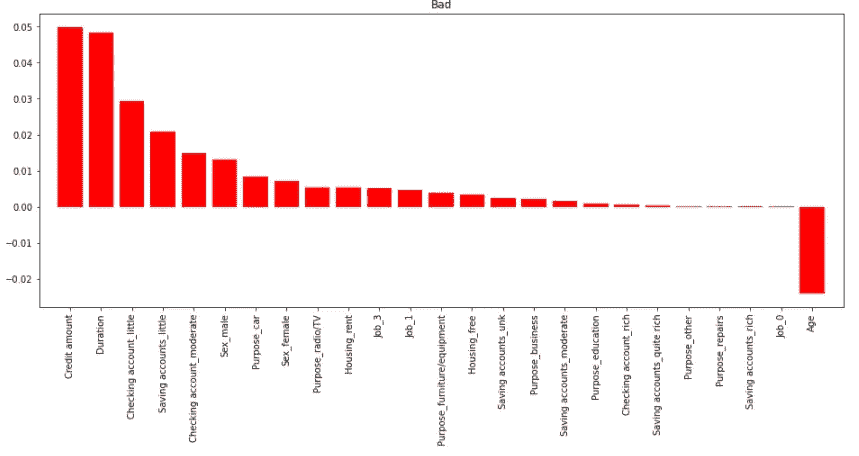 Bad
0.05
0.04
0.03
0.02
0.01
0.00
−0.01
−0.02
Credit amount
Duration
Checking account_little
Saving accounts_little
Checking account_moderate
Sex_male
Purpose_car
Sex_female
Purpose_radio/TV
Housing_rent
Job_3
Job_1
Purpose_furniture/equipment
Housing_free
Saving accounts_unk
Purpose_business
Saving accounts_moderate
Purpose_education
Checking account_rich
Saving accounts_quite rich
Purpose_other
Purpose_repairs
Saving accounts_rich
Job_0
Age